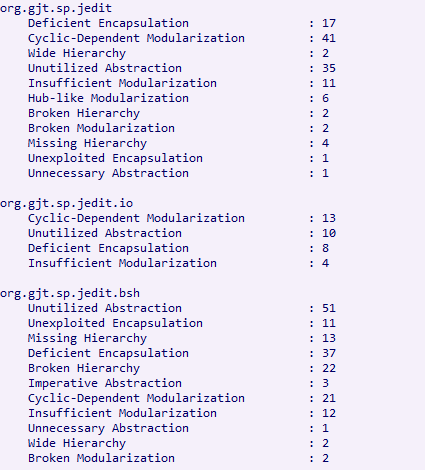 org.gjt.sp.jedit
Deficient Encapsulation : 17
Cyclic-Dependent Modularization : 41
Wide Hierarchy : 2
Unutilized Abstraction : 35
Insufficient Modularization : 11
Hub-like Modularization : 6
Broken Hierarchy : 2
Broken Modularization : 2
Missing Hierarchy : 4
Unexploited Encapsulation : 1
Unnecessary Abstraction : 1
org.gjt.sp.jedit.io
Cyclic-Dependent Modularization : 13
Unutilized Abstraction : 10
Deficient Encapsulation : 8
Insufficient Modularization : 4
org.gjt.sp.jedit.bsh
Unutilized Abstraction : 51
Unexploited Encapsulation : 11
Missing Hierarchy : 13
Deficient Encapsulation : 37
Broken Hierarchy : 22
Imperative Abstraction : 3
Cyclic-Dependent Modularization : 21
Insufficient Modularization : 12
Unnecessary Abstraction : 1
Wide Hierarchy : 2
Broken Modularization : 2